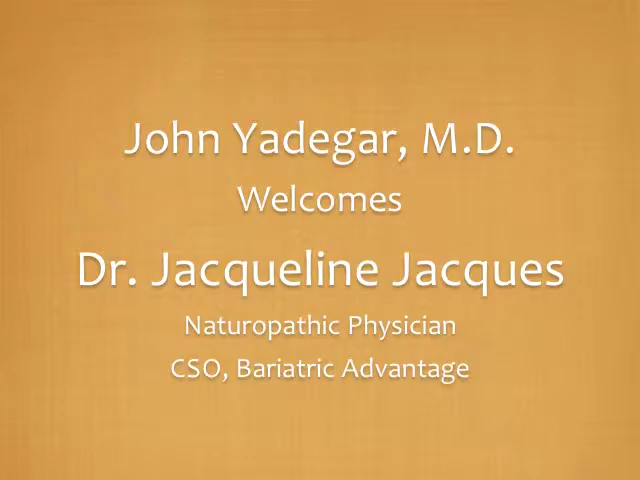 John Yadegar, M.D.
Welcomes
Dr. Jacqueline Jacques
Naturopathic Physician
CSO, Bariatric Advantage